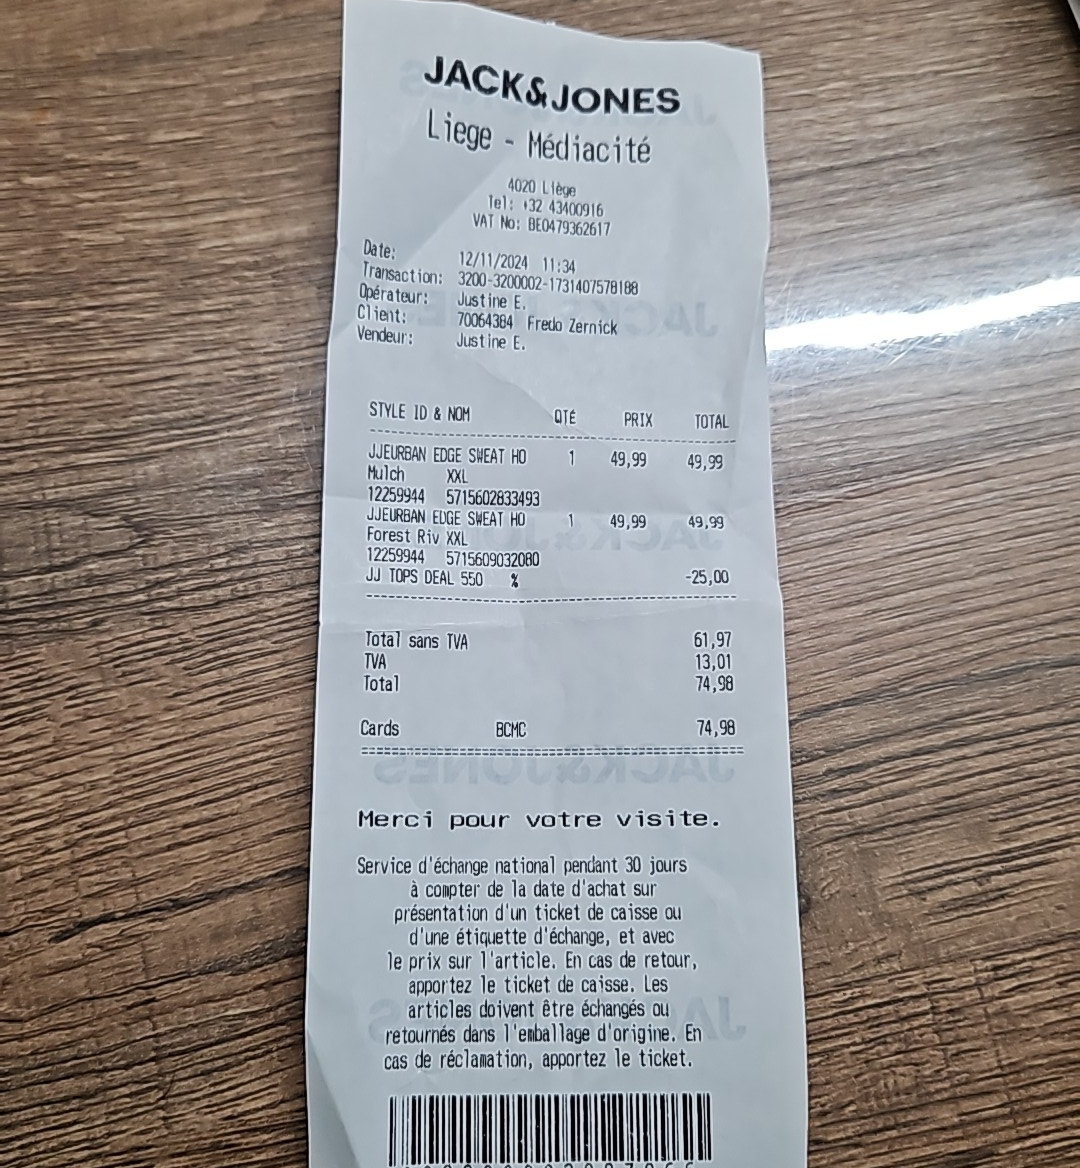 JACK&JONES
Liege - Médiacité
4020 Liège
Tel: +32 43400916
VAT No: BE0479362617
Date: 12/11/2024 11:34
Transaction: 3200-3200002-1731407578188
Opérateur: Justine E.
Client: 70064384 Fredo Zernick
Vendeur: Justine E.
STYLE ID & NOM QTÉ PRIX TOTAL
JJEURBAN EDGE SWEAT HO 1 49,99 49,99
Mulch XXL
12259944 5715602833493
JJEURBAN EDGE SWEAT HO 1 49,99 49,99
Forest Riv XXL
12259944 5715609032080
JJ TOPS DEAL 550 % -25,00
Total sans TVA 61,97
TVA 13,01
Total 74,98
Cards BCMC 74,98
Merci pour votre visite.
Service d'échange national pendant 30 jours
à compter de la date d'achat sur
présentation d'un ticket de caisse ou
d'une étiquette d'échange, et avec
le prix sur l'article. En cas de retour,
apportez le ticket de caisse. Les
articles doivent être échangés ou
retournés dans l'emballage d'origine. En
cas de réclamation, apportez le ticket.